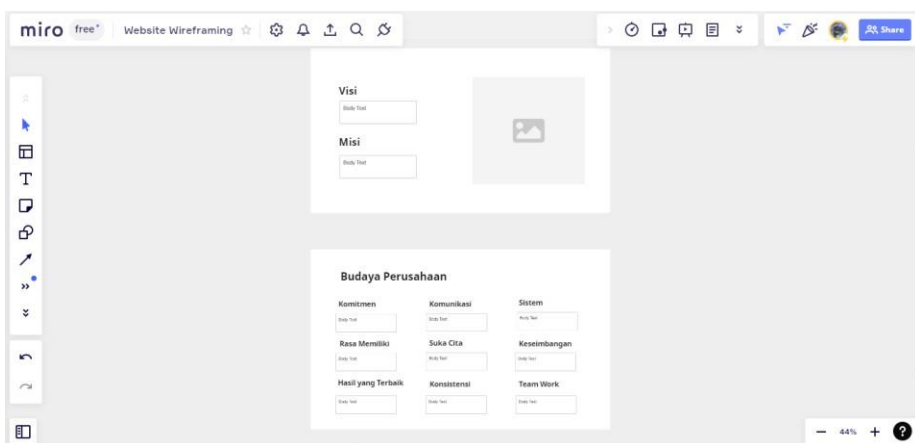 miro free Website Wireframing Share
Visi
Body Text
Misi
Body Text
Budaya Perusahaan
Komitmen Komunikasi Sistem
Body Text Body Text Body Text
Rasa Memiliki Suka Cita Keseimbangan
Body Text Body Text Body Text
Hasil yang Terbaik Konsistensi Team Work
Body Text Body Text Body Text
44%